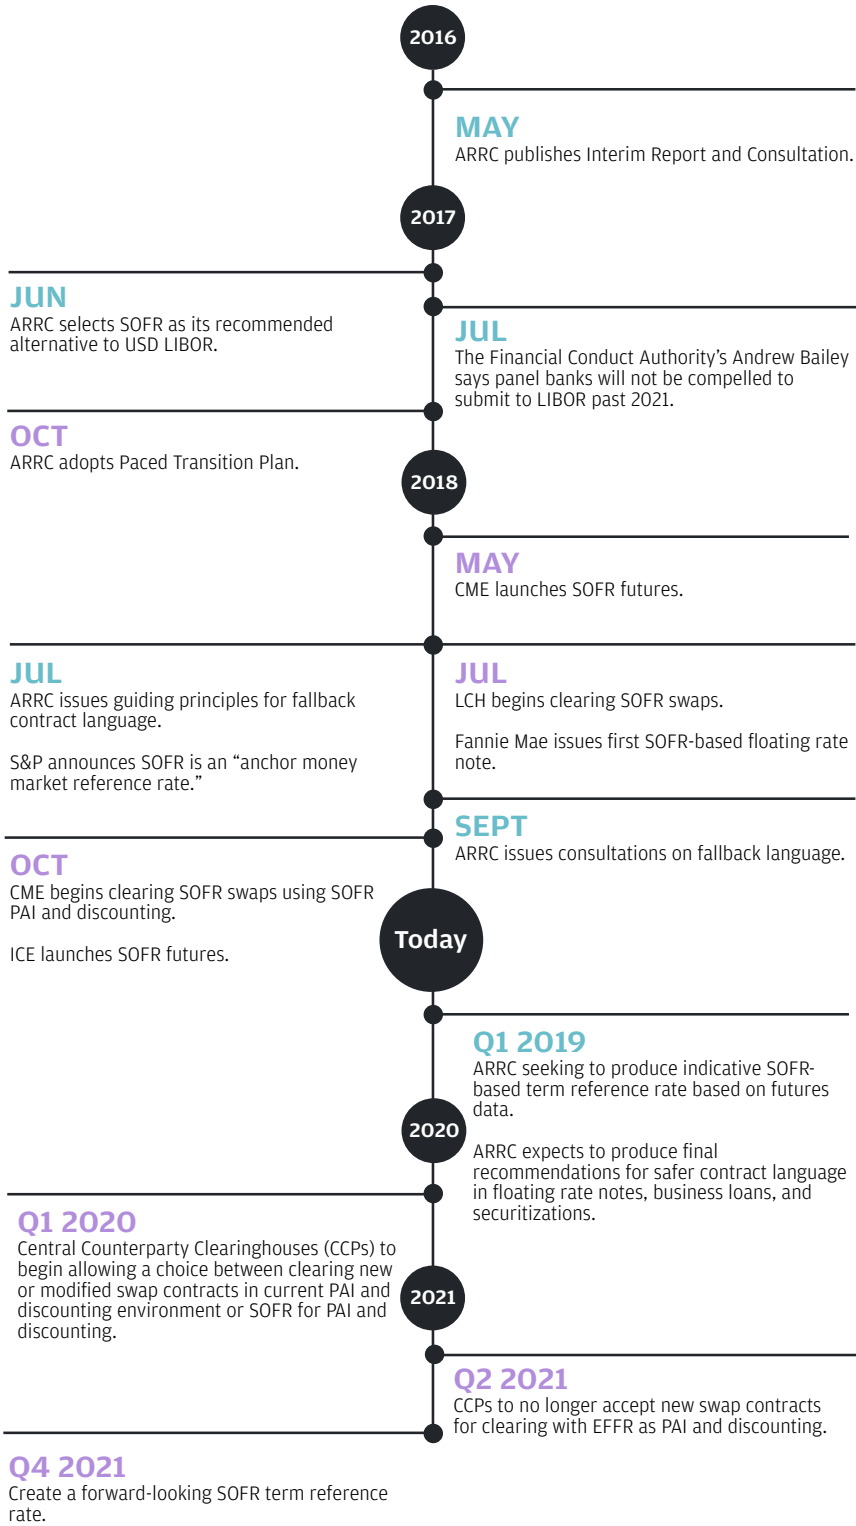 2016
MAY
ARRC publishes Interim Report and Consultation.
2017
JUN
ARRC selects SOFR as its recommended
alternative to USD LIBOR.
JUL
The Financial Conduct Authority’s Andrew Bailey
says panel banks will not be compelled to
submit to LIBOR past 2021.
OCT
ARRC adopts Paced Transition Plan.
2018
MAY
CME launches SOFR futures.
JUL
ARRC issues guiding principles for fallback
contract language.
S&P announces SOFR is an “anchor money
market reference rate.”
JUL
LCH begins clearing SOFR swaps.
Fannie Mae issues first SOFR-based floating rate
note.
SEPT
ARRC issues consultations on fallback language.
OCT
CME begins clearing SOFR swaps using SOFR
PAI and discounting.
ICE launches SOFR futures.
Today
Q1 2019
ARRC seeking to produce indicative SOFR-
based term reference rate based on futures
data.
ARRC expects to produce final
recommendations for safer contract language
in floating rate notes, business loans, and
securitizations.
2020
Q1 2020
Central Counterparty Clearinghouses (CCPs) to
begin allowing a choice between clearing new
or modified swap contracts in current PAI and
discounting environment or SOFR for PAI and
discounting.
2021
Q2 2021
CCPs to no longer accept new swap contracts
for clearing with EFFR as PAI and discounting.
Q4 2021
Create a forward-looking SOFR term reference
rate.